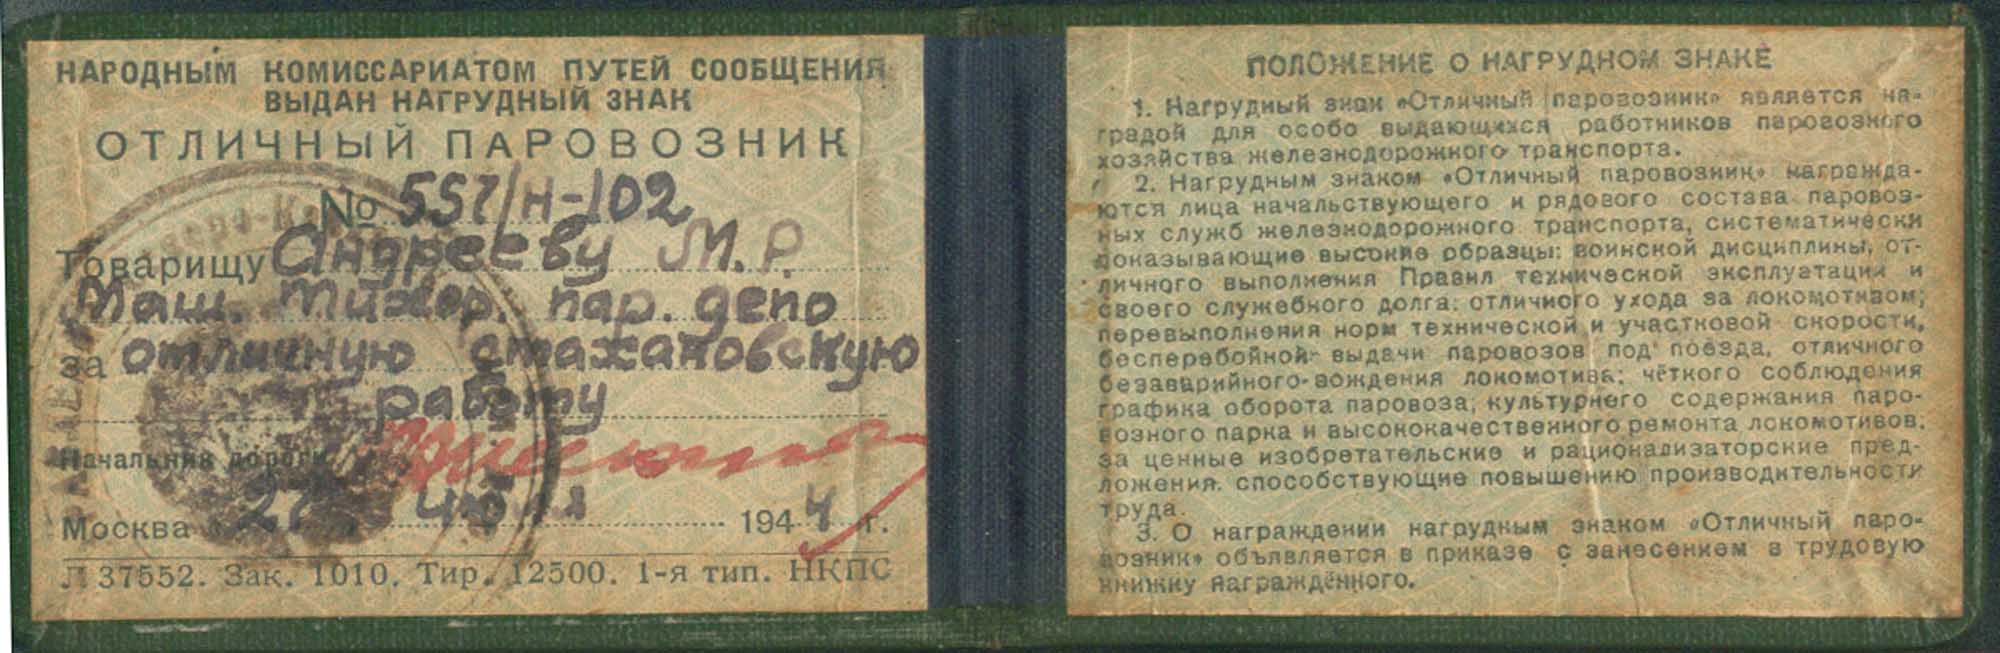 НАРОДНЫМ КОМИССАРИАТОМ ПУТЕЙ СООБЩЕНИЯ
ВЫДАН НАГРУДНЫЙ ЗНАК
ОТЛИЧНЫЙ ПАРОВОЗНИК
№ 557/Н-102
Товарищу Андрееву М.Р.
Маш. Тихор. пар. депо
за отличную стахановскую
работу
Начальник дороги
Москва июля 1944 г.
Л 37552. Зак. 1010. Тир. 12500. 1-я тип. НКПС
ПОЛОЖЕНИЕ О НАГРУДНОМ ЗНАКЕ
1. Нагрудный знак «Отличный паровозник» является на-
градой для особо выдающихся работников паровозного
хозяйства железнодорожного транспорта.
2. Нагрудным знаком «Отличный паровозник» награжда-
ются лица начальствующего и рядового состава паровоз-
ных служб железнодорожного транспорта, систематически
показывающие высокие образцы: воинской дисциплины, от-
личного выполнения Правил технической эксплуатации и
своего служебного долга: отличного ухода за локомотивом;
перевыполнения норм технической и участковой скорости,
бесперебойной выдачи паровозов под поезда, отличного
безаварийного вождения локомотива; чёткого соблюдения
графика оборота паровоза; культурного содержания паро-
возного парка и высококачественного ремонта локомотивов;
за ценные изобретательские и рационализаторские пред-
ложения, способствующие повышению производительности
труда.
3. О награждении нагрудным знаком «Отличный паро-
возник» объявляется в приказе с занесением в трудовую
книжку награждённого.